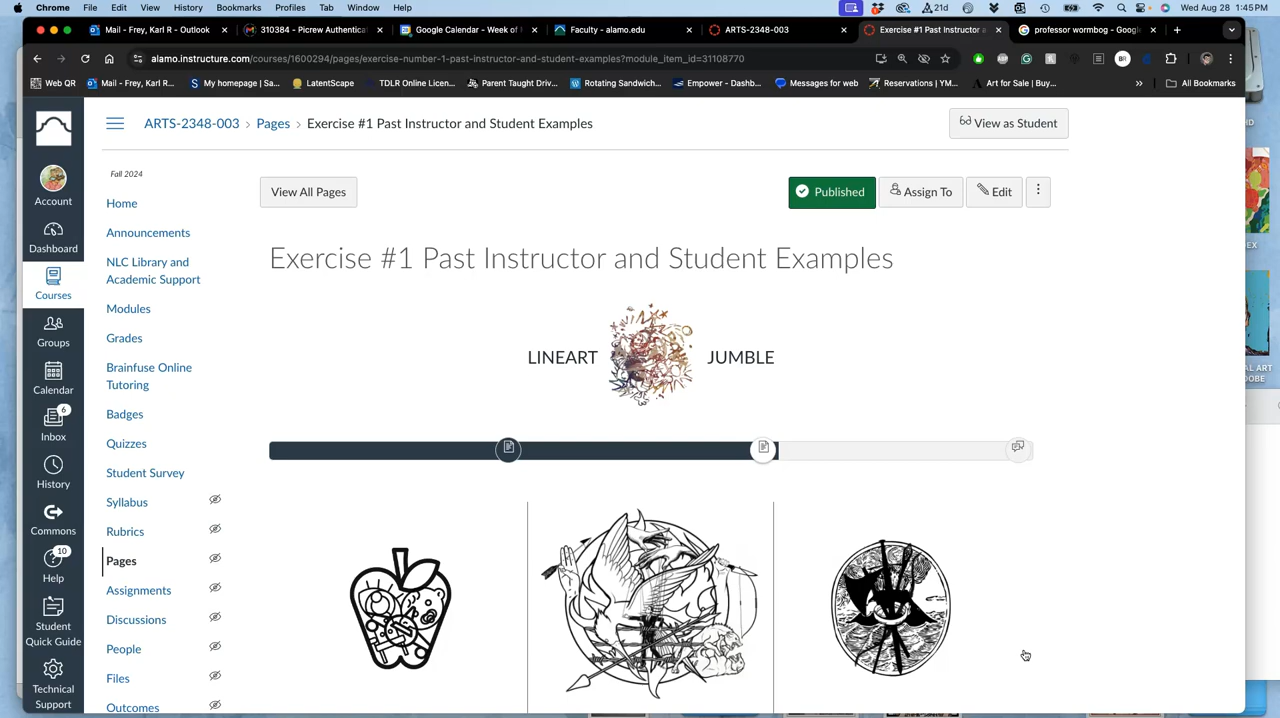 Chrome File Edit View History Bookmarks Profiles Tab Window Help 21d Wed Aug 28 1:45 PM
Mail - Frey, Karl R - Outlook
310384 - Picrew Authenticat
Google Calendar - Week of
Faculty - alamo.edu
ARTS-2348-003
Exercise #1 Past Instructor a
professor wormbog - Goog
alamo.instructure.com/courses/1600294/pages/exercise-number-1-past-instructor-and-student-examples?module_item_id=31108770
BR
Web QR
Mail - Frey, Karl R...
My homepage | Sa...
LatentScape
TDLR Online Licen...
Parent Taught Driv...
Rotating Sandwich...
Empower - Dashb...
Messages for web
Reservations | YM...
Art for Sale | Buy...
»
All Bookmarks
ARTS-2348-003 › Pages › Exercise #1 Past Instructor and Student Examples
View as Student
Account
Dashboard
Courses
Groups
Calendar
6
Inbox
History
Commons
10
Help
Student
Quick Guide
Technical
Support
Fall 2024
Home
Announcements
NLC Library and
Academic Support
Modules
Grades
Brainfuse Online
Tutoring
Badges
Quizzes
Student Survey
Syllabus
Rubrics
Pages
Assignments
Discussions
People
Files
Outcomes
View All Pages
Published
Assign To
Edit
Exercise #1 Past Instructor and Student Examples
LINEART JUMBLE